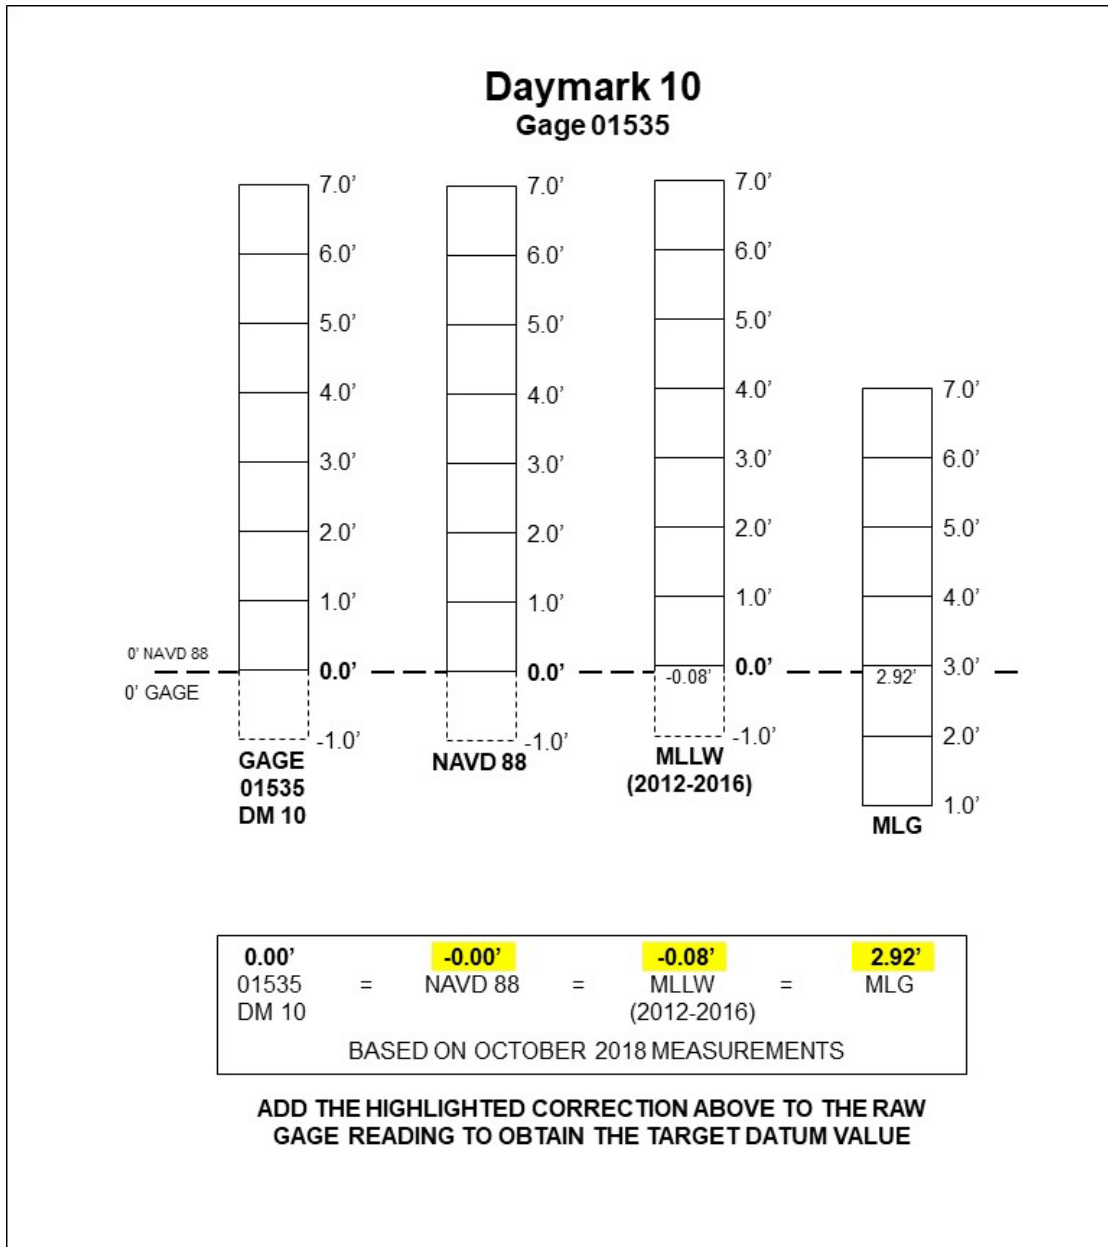 Daymark 10
Gage 01535
7.0'
6.0'
5.0'
4.0'
3.0'
2.0'
1.0'
0.0'
-1.0'
GAGE
01535
DM 10
7.0'
6.0'
5.0'
4.0'
3.0'
2.0'
1.0'
0.0'
-1.0'
NAVD 88
7.0'
6.0'
5.0'
4.0'
3.0'
2.0'
1.0'
0.0'
-0.08'
-1.0'
MLLW
(2012-2016)
7.0'
6.0'
5.0'
4.0'
3.0'
2.92'
2.0'
1.0'
MLG
0' NAVD 88
0' GAGE
0.00' -0.00' -0.08' 2.92'
01535 = NAVD 88 = MLLW = MLG
DM 10 (2012-2016)
BASED ON OCTOBER 2018 MEASUREMENTS
ADD THE HIGHLIGHTED CORRECTION ABOVE TO THE RAW
GAGE READING TO OBTAIN THE TARGET DATUM VALUE